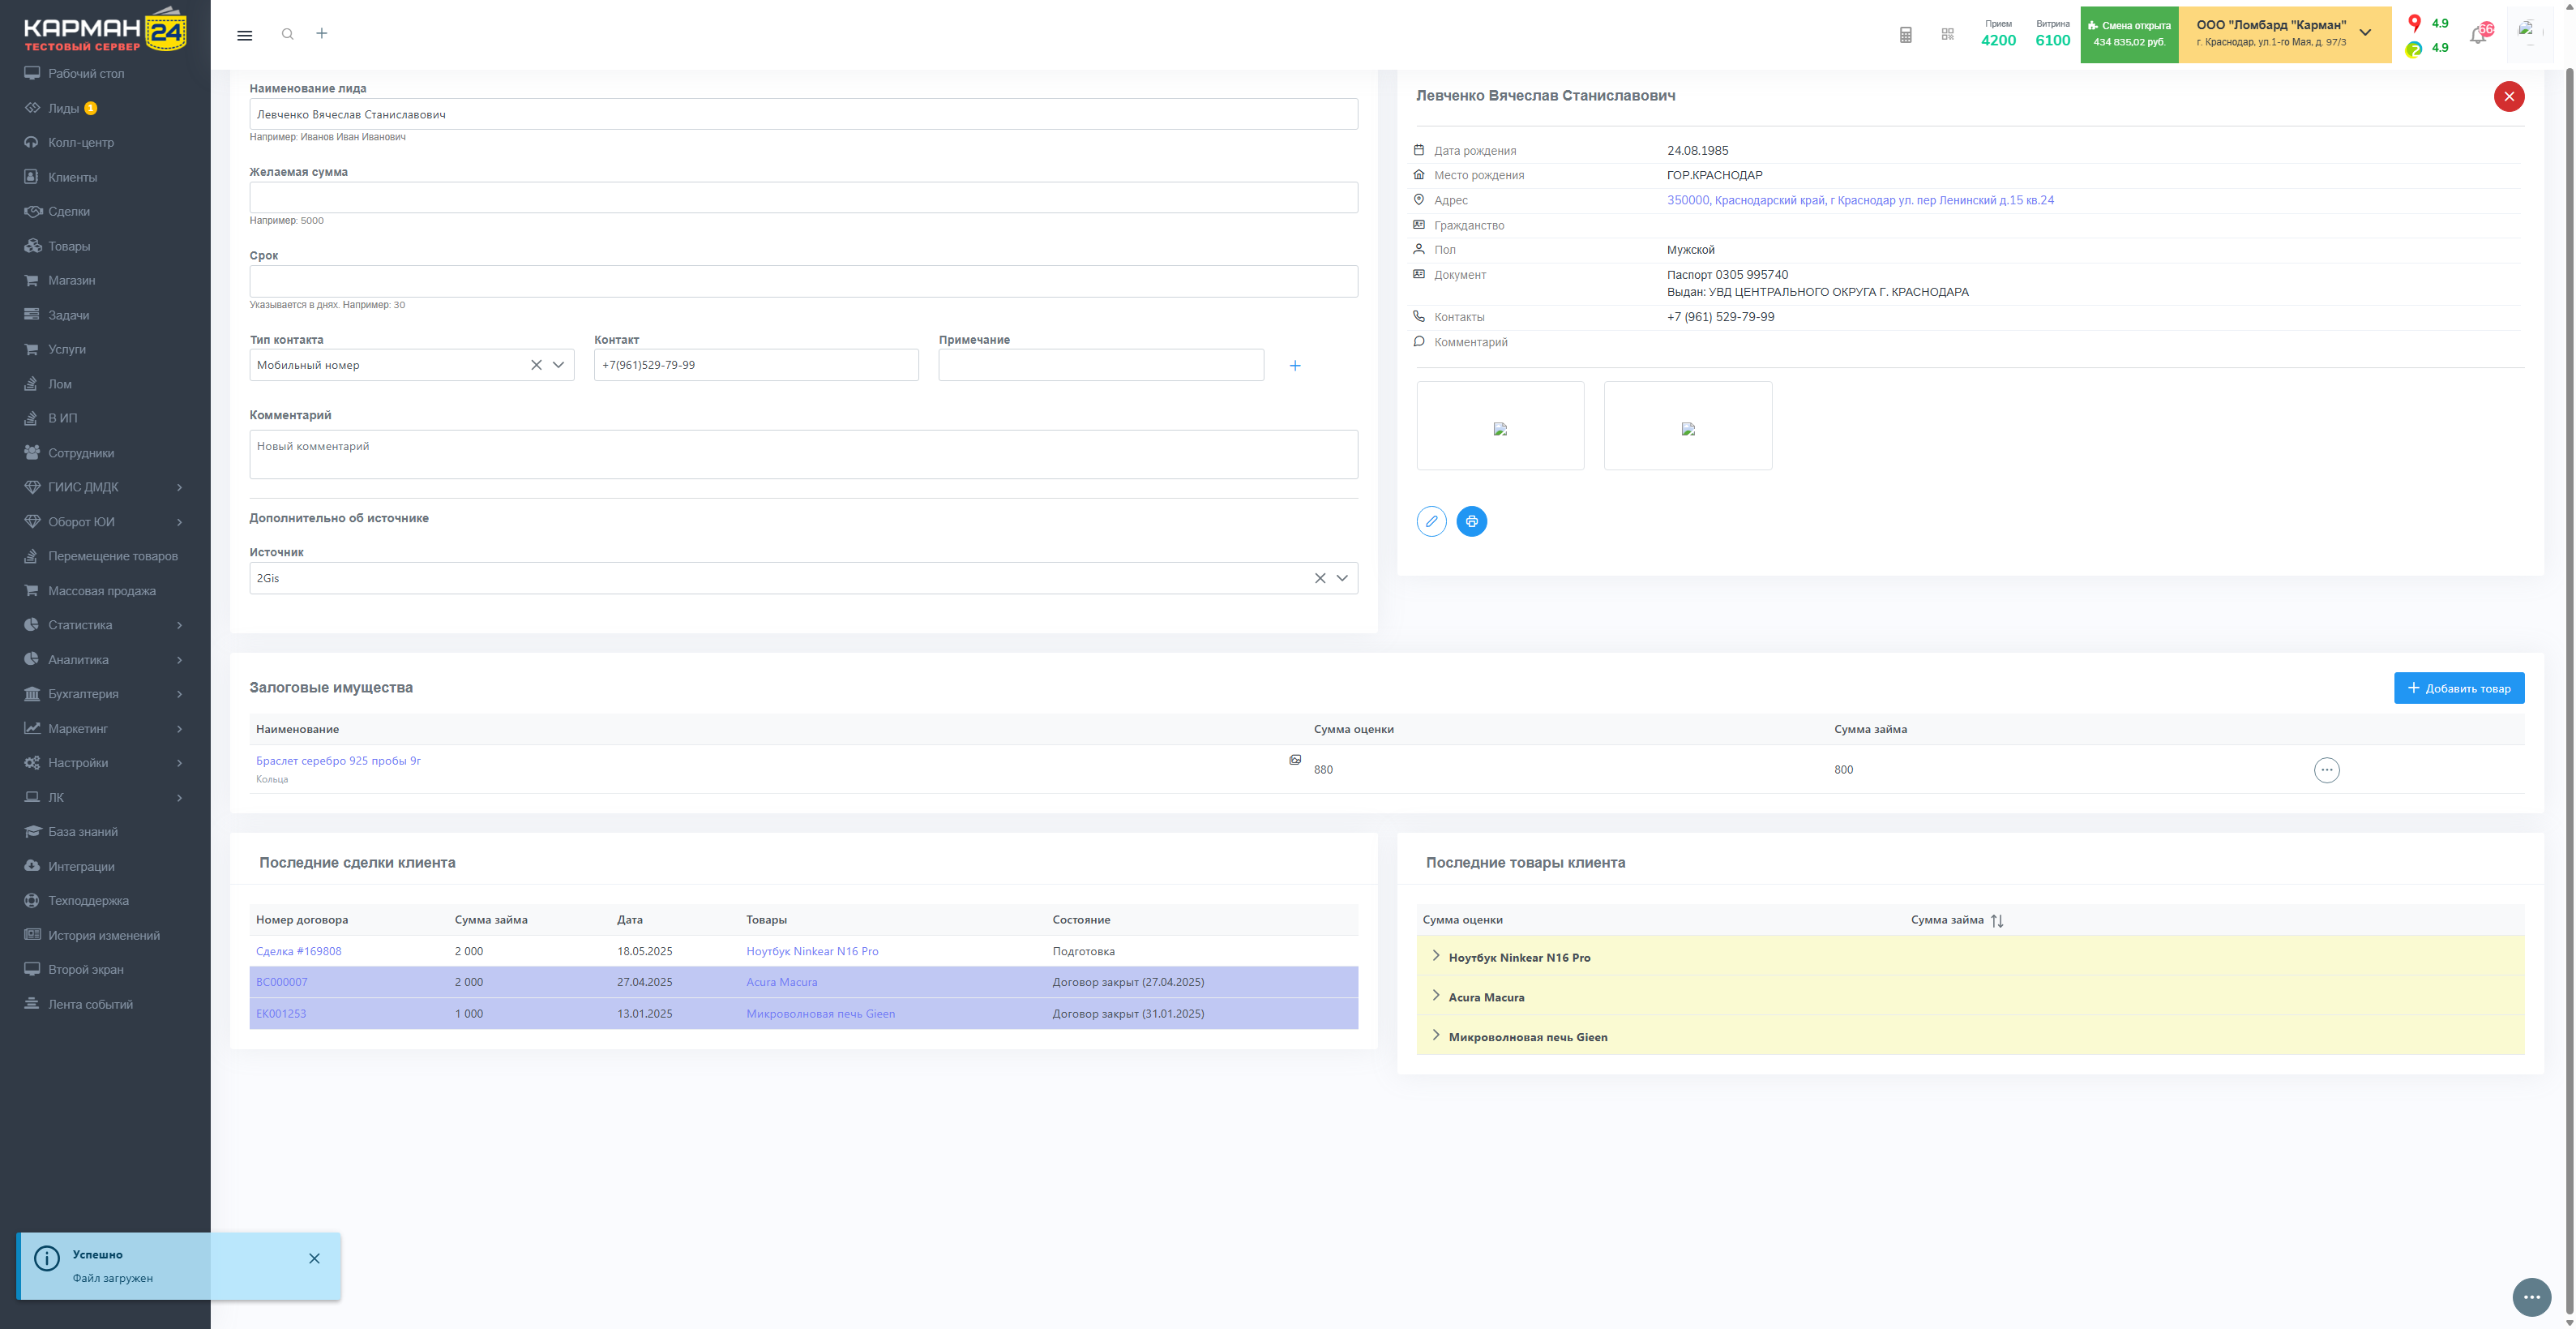 КАРМАН 24
ТЕСТОВЫЙ СЕРВЕР
Рабочий стол
Лиды 1
Колл-центр
Клиенты
Сделки
Товары
Магазин
Задачи
Услуги
Лом
В ИП
Сотрудники
ГИИС ДМДК
Оборот ЮИ
Перемещение товаров
Массовая продажа
Статистика
Аналитика
Бухгалтерия
Маркетинг
Настройки
ЛК
База знаний
Интеграции
Техподдержка
История изменений
Второй экран
Лента событий
Прием
4200
Витрина
6100
Смена открыта
434 835,02 руб.
ООО "Ломбард "Карман"
г. Краснодар, ул.1-го Мая, д. 97/3
4.9
4.9
Наименование лида
Левченко Вячеслав Станиславович
Например: Иванов Иван Иванович
Желаемая сумма
Например: 5000
Срок
Указывается в днях. Например: 30
Тип контакта Контакт Примечание
Мобильный номер +7(961)529-79-99
Комментарий
Новый комментарий
Дополнительно об источнике
Источник
2Gis
Левченко Вячеслав Станиславович
Дата рождения 24.08.1985
Место рождения ГОР.КРАСНОДАР
Адрес 350000, Краснодарский край, г Краснодар ул. пер Ленинский д.15 кв.24
Гражданство
Пол Мужской
Документ Паспорт 0305 995740
Выдан: УВД ЦЕНТРАЛЬНОГО ОКРУГА Г. КРАСНОДАРА
Контакты +7 (961) 529-79-99
Комментарий
Залоговые имущества
Добавить товар
Наименование Сумма оценки Сумма займа
Браслет серебро 925 пробы 9г 880 800
Кольца
Последние сделки клиента
Номер договора Сумма займа Дата Товары Состояние
Сделка #169808 2 000 18.05.2025 Ноутбук Ninkear N16 Pro Подготовка
ВС000007 2 000 27.04.2025 Acura Macura Договор закрыт (27.04.2025)
ЕК001253 1 000 13.01.2025 Микроволновая печь Gieen Договор закрыт (31.01.2025)
Последние товары клиента
Сумма оценки Сумма займа
Ноутбук Ninkear N16 Pro
Acura Macura
Микроволновая печь Gieen
Успешно
Файл загружен